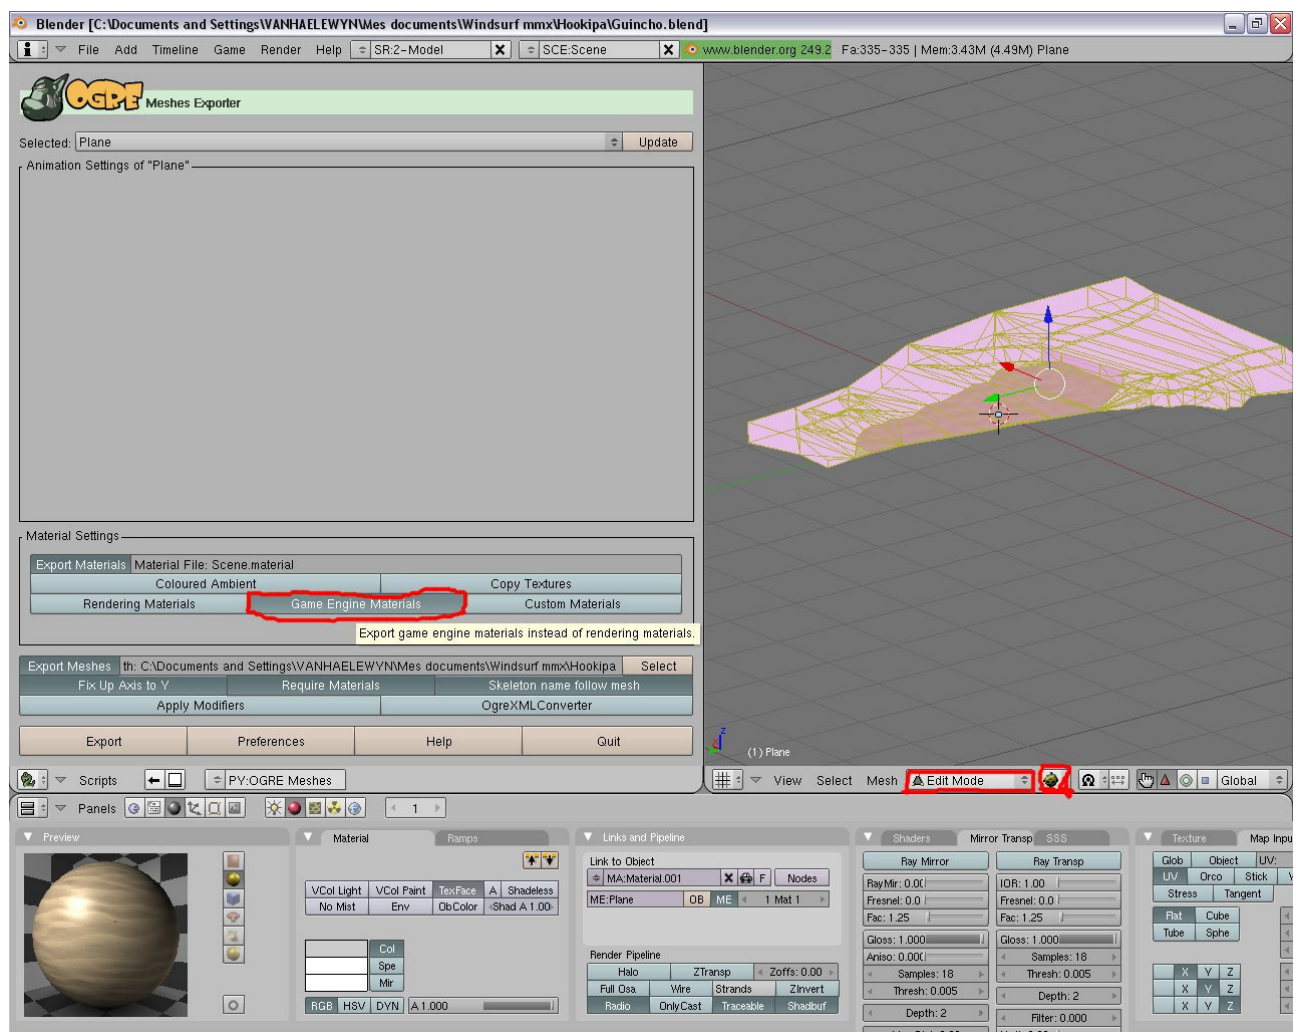 Blender [C:\Documents and Settings\VANHAELEWYN\Mes documents\Windsurf mmx\Hookipa\Guincho.blend]
File Add Timeline Game Render Help SR:2-Model X SCE:Scene X www.blender.org 249.2 Fa:335-335 | Mem:3.43M (4.49M) Plane
OGRE Meshes Exporter
Selected: Plane Update
Animation Settings of "Plane"
Material Settings
Export Materials Material File: Scene.material
Coloured Ambient Copy Textures
Rendering Materials Game Engine Materials Custom Materials
Export game engine materials instead of rendering materials.
Export Meshes th: C:\Documents and Settings\VANHAELEWYN\Mes documents\Windsurf mmx\Hookipa Select
Fix Up Axis to Y Require Materials Skeleton name follow mesh
Apply Modifiers OgreXMLConverter
Export Preferences Help Quit
z
(1) Plane
Scripts PY:OGRE Meshes
View Select Mesh Edit Mode Global
Panels 1
Preview
Material Ramps
VCol Light VCol Paint TexFace A Shadeless
No Mist Env ObColor Shad A 1.00
Col
Spe
Mir
RGB HSV DYN A 1.000
Links and Pipeline
Link to Object
MA:Material.001 X F Nodes
ME:Plane OB ME 1 Mat 1
Render Pipeline
Halo ZTransp Zoffs: 0.00
Full Osa Wire Strands ZInvert
Radio OnlyCast Traceable Shadbuf
Shaders Mirror Transp SSS
Ray Mirror Ray Transp
RayMir: 0.00 IOR: 1.00
Fresnel: 0.0 Fresnel: 0.0
Fac: 1.25 Fac: 1.25
Gloss: 1.000 Gloss: 1.000
Aniso: 0.000 Samples: 18
Samples: 18 Thresh: 0.005
Thresh: 0.005 Depth: 2
Depth: 2 Filter: 0.000
Texture Map Inpu
Glob Object UV:
UV Orco Stick
Stress Tangent
Flat Cube
Tube Sphe
X Y Z
X Y Z
X Y Z